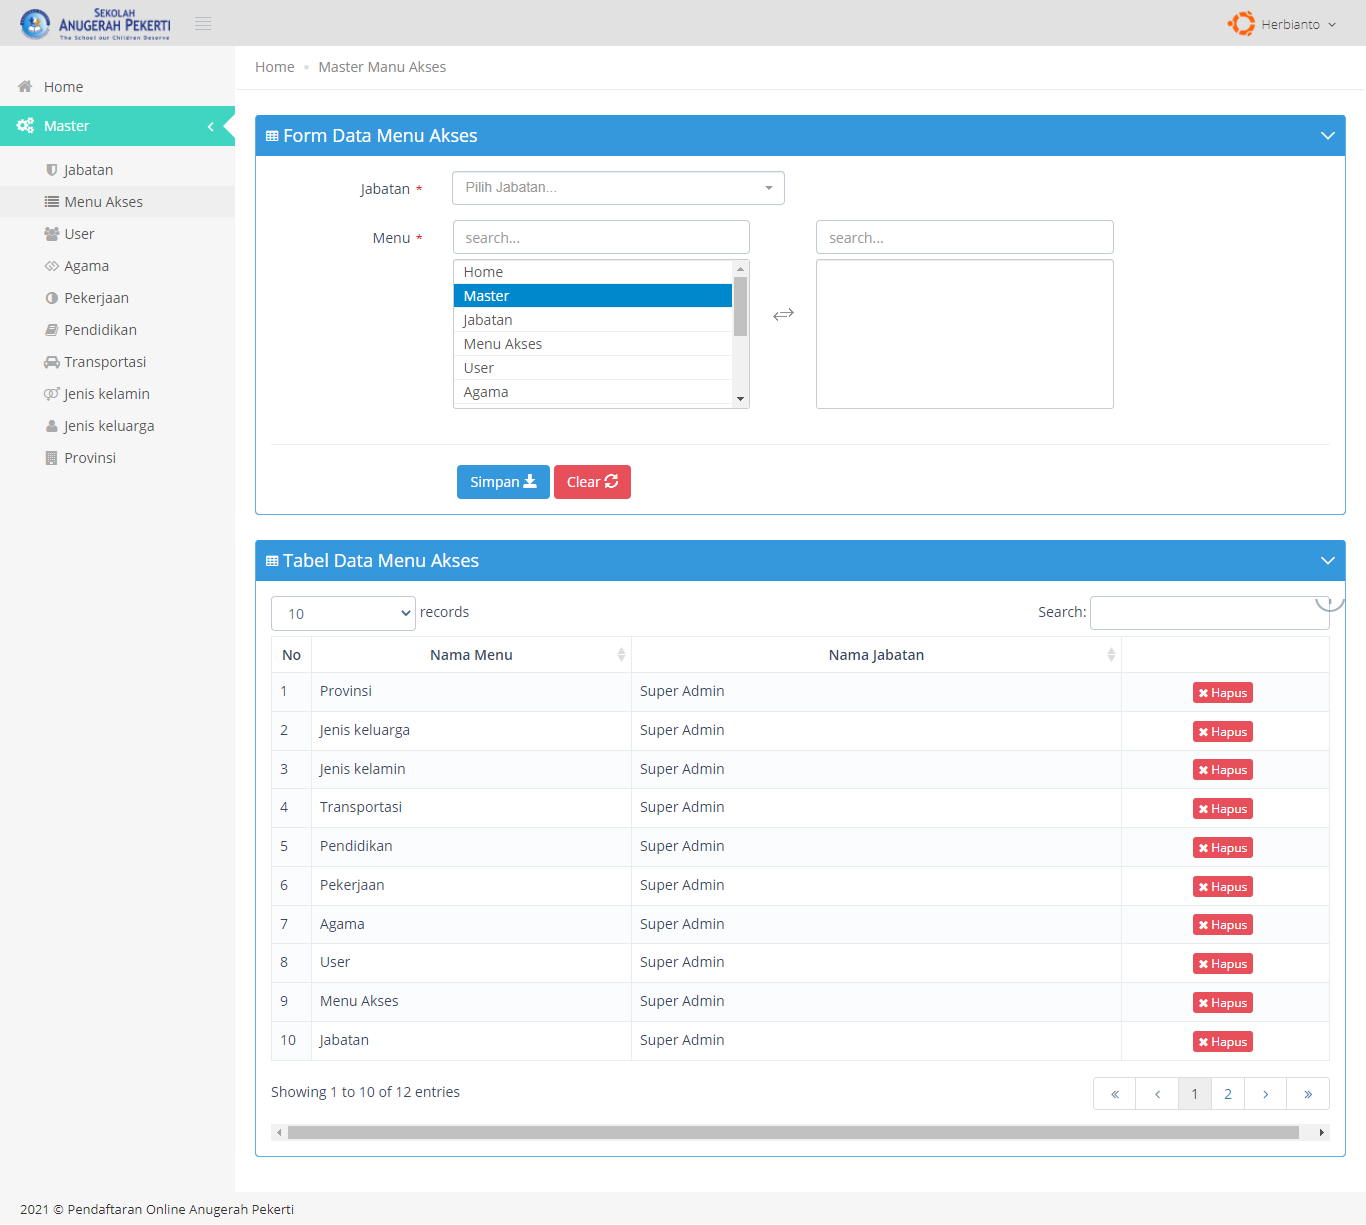 SEKOLAH
ANUGERAH PEKERTI
The School our Children Deserve
Herbianto
Home
Master
Jabatan
Menu Akses
User
Agama
Pekerjaan
Pendidikan
Transportasi
Jenis kelamin
Jenis keluarga
Provinsi
Home Master Manu Akses
Form Data Menu Akses
Jabatan * Pilih Jabatan...
Menu * search... search...
Home
Master
Jabatan
Menu Akses
User
Agama
Simpan Clear
Tabel Data Menu Akses
10 records Search:
No Nama Menu Nama Jabatan
1 Provinsi Super Admin Hapus
2 Jenis keluarga Super Admin Hapus
3 Jenis kelamin Super Admin Hapus
4 Transportasi Super Admin Hapus
5 Pendidikan Super Admin Hapus
6 Pekerjaan Super Admin Hapus
7 Agama Super Admin Hapus
8 User Super Admin Hapus
9 Menu Akses Super Admin Hapus
10 Jabatan Super Admin Hapus
Showing 1 to 10 of 12 entries « ‹ 1 2 › »
2021 © Pendaftaran Online Anugerah Pekerti